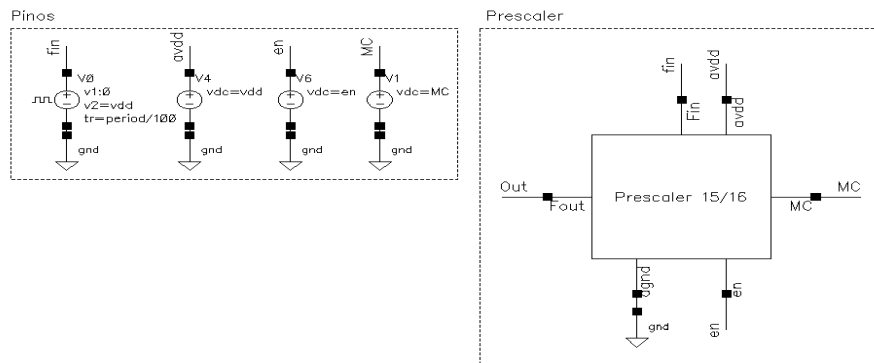 Pinos
fin
avdd
en
MC
V0
v1:0
v2=vdd
tr=period/100
gnd
V4
vdc=vdd
gnd
V6
vdc=en
gnd
V1
vdc=MC
gnd
Prescaler
fin
avdd
Fin
avdd
Out
Fout
Prescaler 15/16
MC
MC
agnd
gnd
en
en